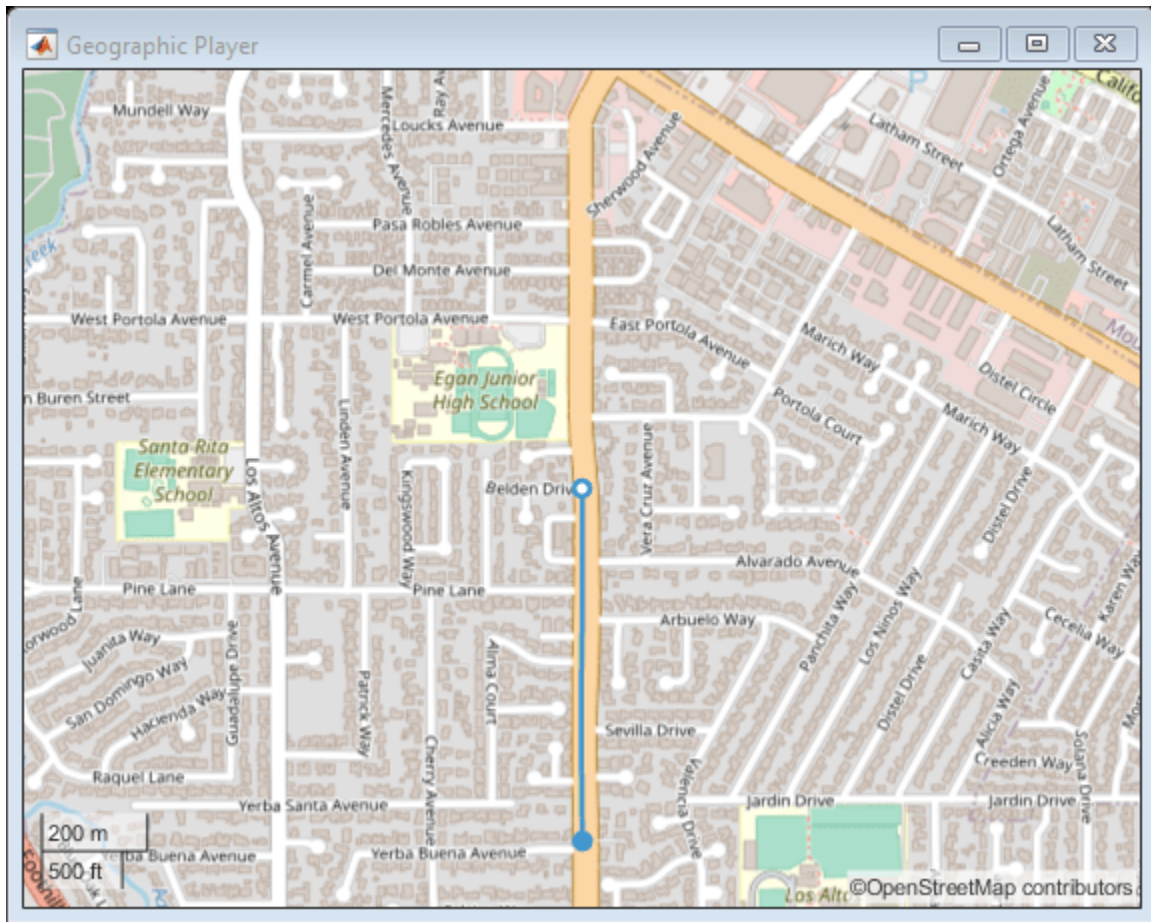 Geographic Player
Mundell Way
Mercedes Avenue
Ray Av
Loucks Avenue
P
Califo
Latham Street
Ortega Avenue
Sherwood Avenue
Latham Street
Carmel Avenue
Pasa Robles Avenue
Del Monte Avenue
Creek
West Portola Avenue
West Portola Avenue
East Portola Avenue
Marich Way
Mou
Distel Circle
Egan Junior
High School
n Buren Street
Linden Avenue
Portola Court
Marich Way
Santa Rita
Elementary
School
Los Altos Avenue
Kingswood Way
Belden Driv
Vera Cruz Avenue
Distel Drive
Alvarado Avenue
Pine Lane
Pine Lane
orwood Lane
Juanita Way
San Domingo Way
Hacienda Way
Guadalupe Drive
Raquel Lane
Patrick Way
Alma Court
Cherry Avenue
Arbuelo Way
Panchita Way
Los Ninos Way
Distel Drive
Casita Way
Alicia Way
Cecelia Way
Karen Way
Sevilla Drive
Valencia Drive
Creeden Way
Solana Drive
Jardin Drive
Jardin Drive
Yerba Santa Avenue
Yerba Buena Avenue
Yerba Buena Avenue
Foothil
200 m
500 ft
Los Alto
©OpenStreetMap contributors